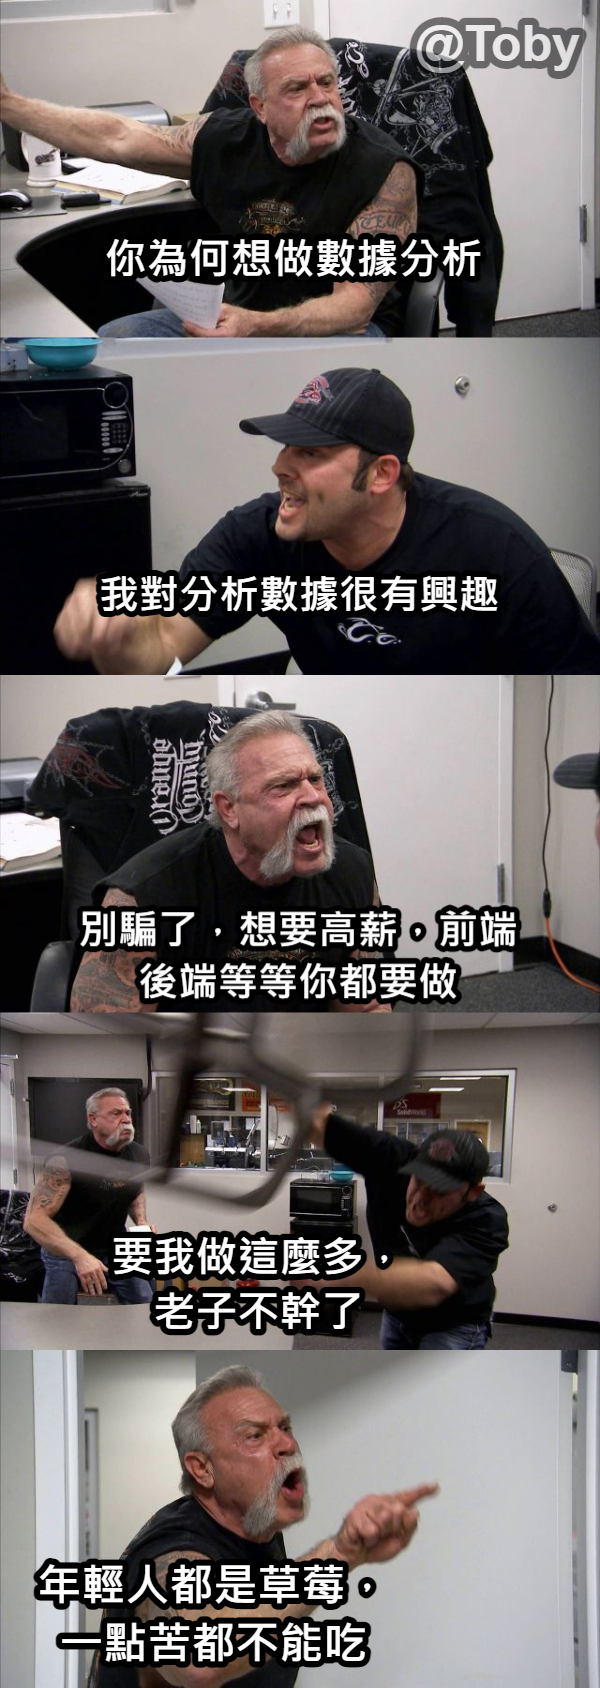 @Toby
你為何想做數據分析
我對分析數據很有興趣
Orange
County
別騙了，想要高薪。前端
後端等等你都要做
SolidWorks
要我做這麼多，
老子不幹了
年輕人都是草莓，
一點苦都不能吃